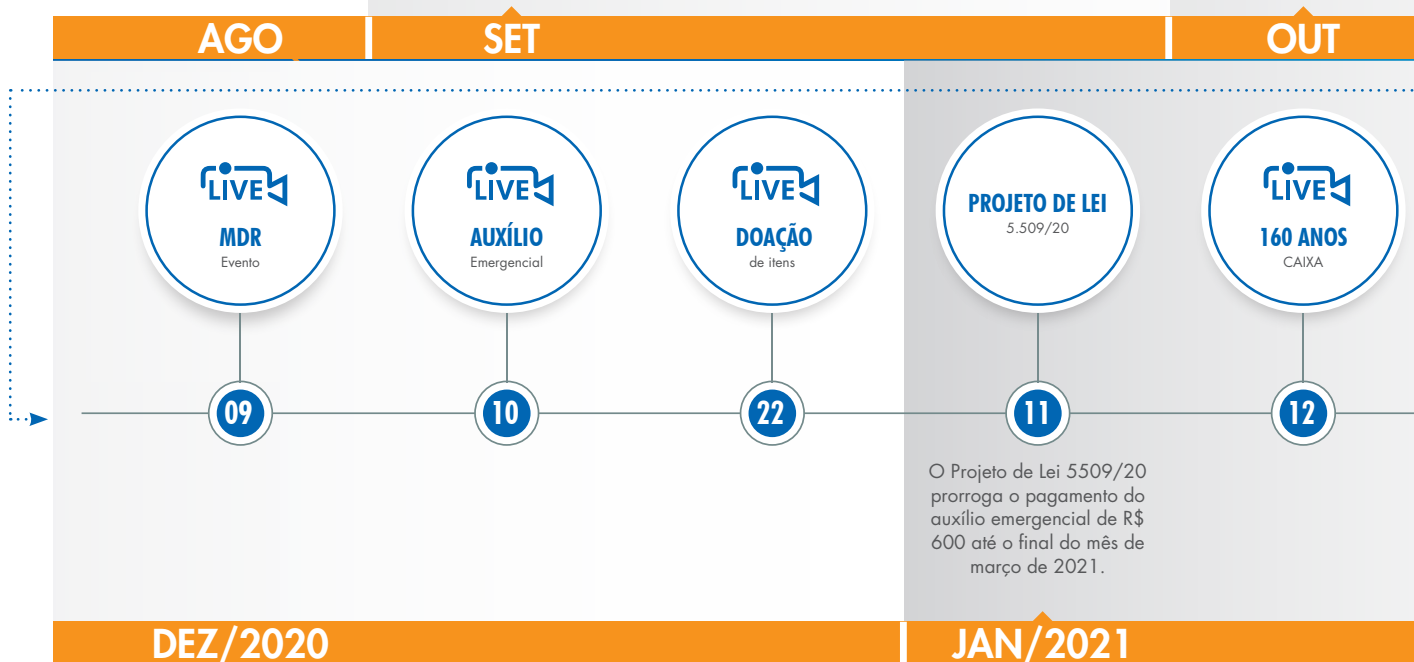 AGO
SET
OUT
LIVE
MDR
Evento
LIVE
AUXÍLIO
Emergencial
LIVE
DOAÇÃO
de itens
PROJETO DE LEI
5.509/20
LIVE
160 ANOS
CAIXA
09
10
22
11
12
O Projeto de Lei 5509/20
prorroga o pagamento do
auxílio emergencial de R$
600 até o final do mês de
março de 2021.
DEZ/2020
JAN/2021